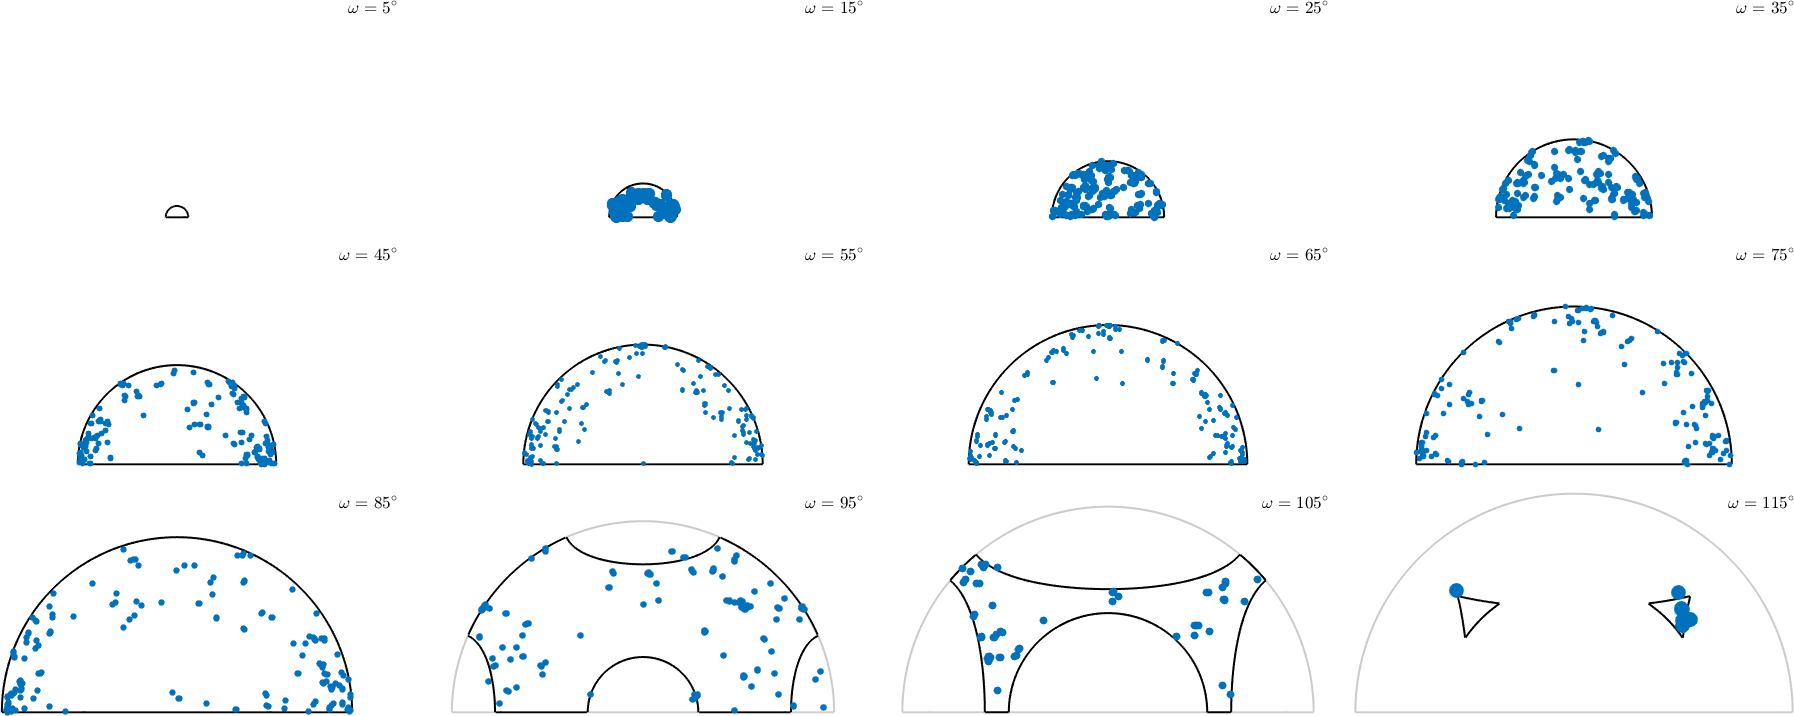 ω = 5°
ω = 15°
ω = 25°
ω = 35°
ω = 45°
ω = 55°
ω = 65°
ω = 75°
ω = 85°
ω = 95°
ω = 105°
ω = 115°